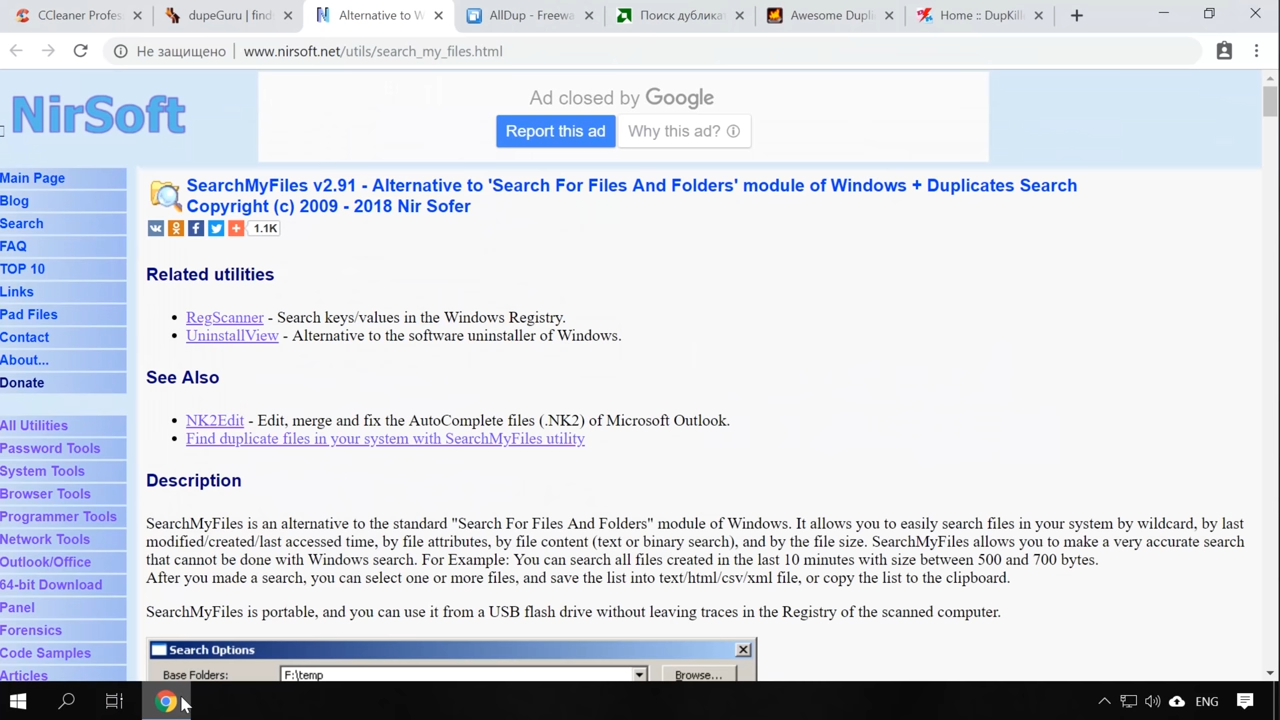 CCleaner Profes
dupeGuru | find
Alternative to W
AllDup - Freewa
Поиск дубликат
Awesome Dupli
Home :: DupKille
Не защищено
www.nirsoft.net/utils/search_my_files.html
NirSoft
Ad closed by Google
Report this ad
Why this ad?
Main Page
Blog
Search
FAQ
TOP 10
Links
Pad Files
Contact
About...
Donate
All Utilities
Password Tools
System Tools
Browser Tools
Programmer Tools
Network Tools
Outlook/Office
64-bit Download
Panel
Forensics
Code Samples
Articles
SearchMyFiles v2.91 - Alternative to 'Search For Files And Folders' module of Windows + Duplicates Search
Copyright (c) 2009 - 2018 Nir Sofer
1.1K
Related utilities
RegScanner - Search keys/values in the Windows Registry.
UninstallView - Alternative to the software uninstaller of Windows.
See Also
NK2Edit - Edit, merge and fix the AutoComplete files (.NK2) of Microsoft Outlook.
Find duplicate files in your system with SearchMyFiles utility
Description
SearchMyFiles is an alternative to the standard "Search For Files And Folders" module of Windows. It allows you to easily search files in your system by wildcard, by last
modified/created/last accessed time, by file attributes, by file content (text or binary search), and by the file size. SearchMyFiles allows you to make a very accurate search
that cannot be done with Windows search. For Example: You can search all files created in the last 10 minutes with size between 500 and 700 bytes.
After you made a search, you can select one or more files, and save the list into text/html/csv/xml file, or copy the list to the clipboard.
SearchMyFiles is portable, and you can use it from a USB flash drive without leaving traces in the Registry of the scanned computer.
Search Options
Base Folders:
F:\temp
Browse...
ENG